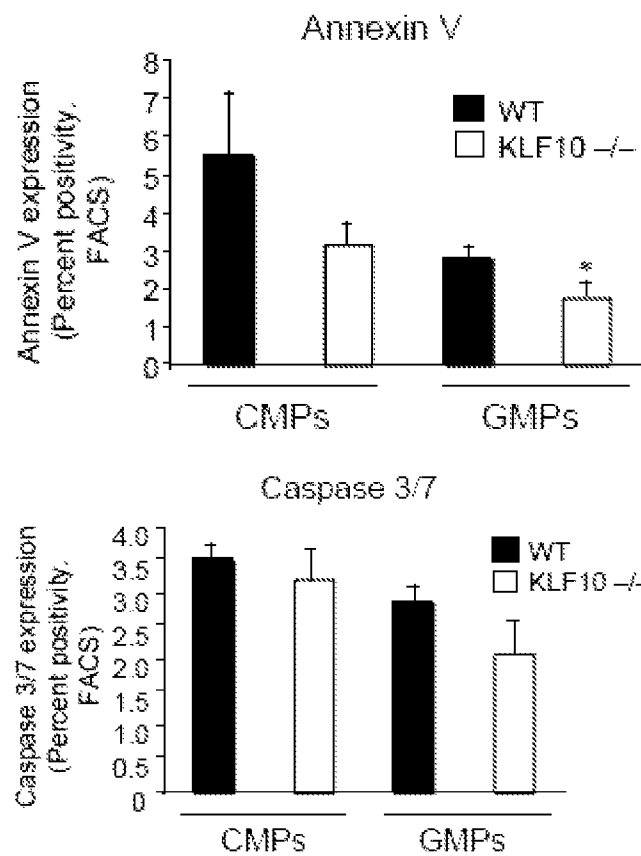 Annexin V
Annexin V expression
(Percent positivity,
FACS)
8
7
6
5
4
3
2
1
0
WT
KLF10 –/–
*
CMPs
GMPs
Caspase 3/7
Caspase 3/7 expression
(Percent positivity,
FACS)
4.0
3.5
3.0
2.5
2.0
1.5
1.0
0.5
0
WT
KLF10 –/–
CMPs
GMPs